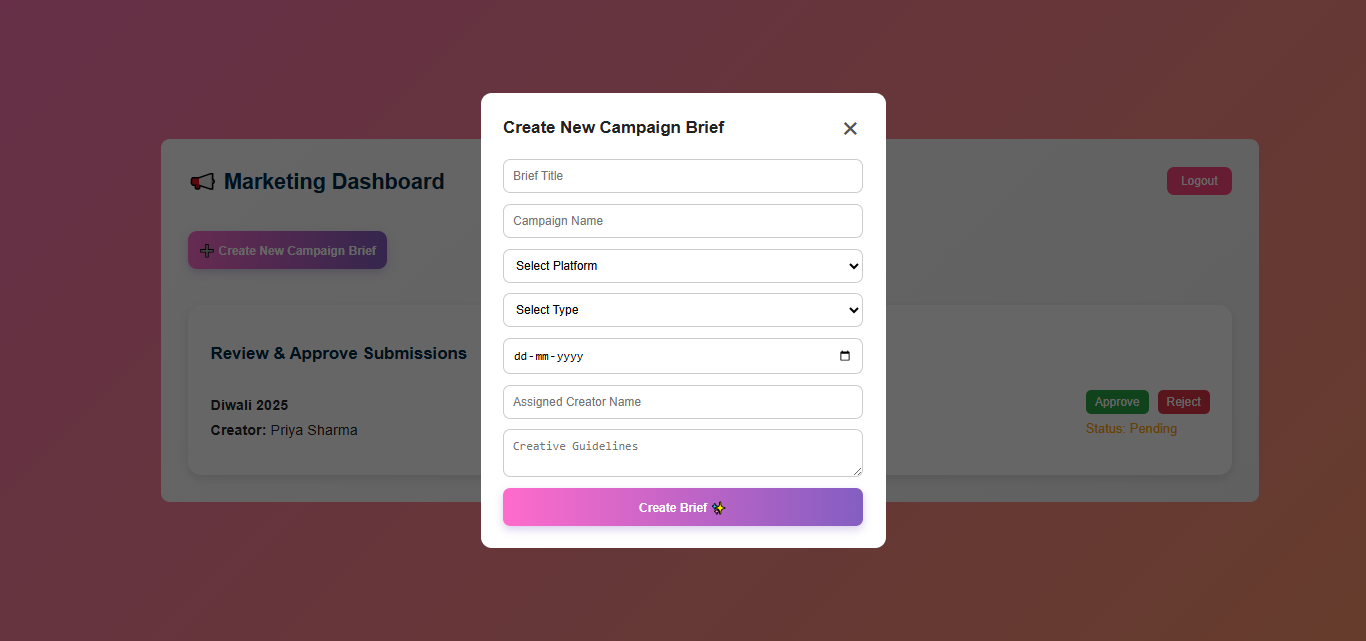 Create New Campaign Brief
Brief Title
Campaign Name
Select Platform
Select Type
dd-mm-yyyy
Assigned Creator Name
Creative Guidelines
Create Brief ✨
📣 Marketing Dashboard
Logout
➕ Create New Campaign Brief
Review & Approve Submissions
Diwali 2025
Creator: Priya Sharma
Approve Reject
Status: Pending